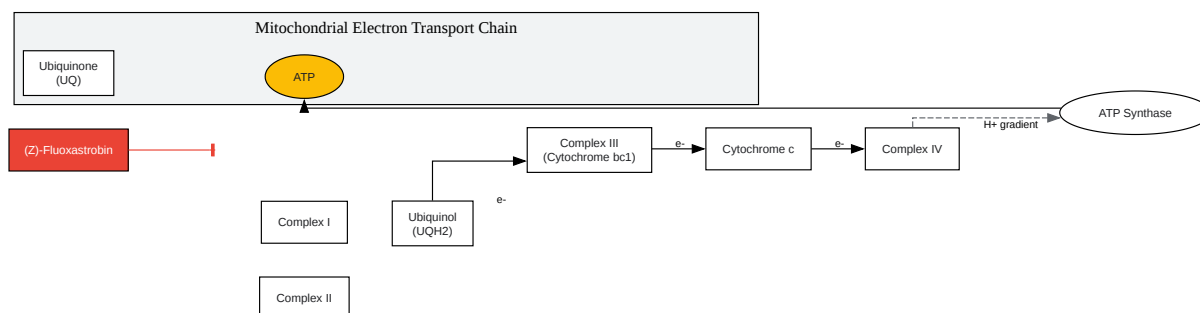 Mitochondrial Electron Transport Chain
Ubiquinone
(UQ)
ATP
ATP Synthase
H+ gradient
(Z)-Fluoxastrobin
Complex III
(Cytochrome bc1)
e-
Cytochrome c
e-
Complex IV
e-
Complex I
Ubiquinol
(UQH2)
Complex II